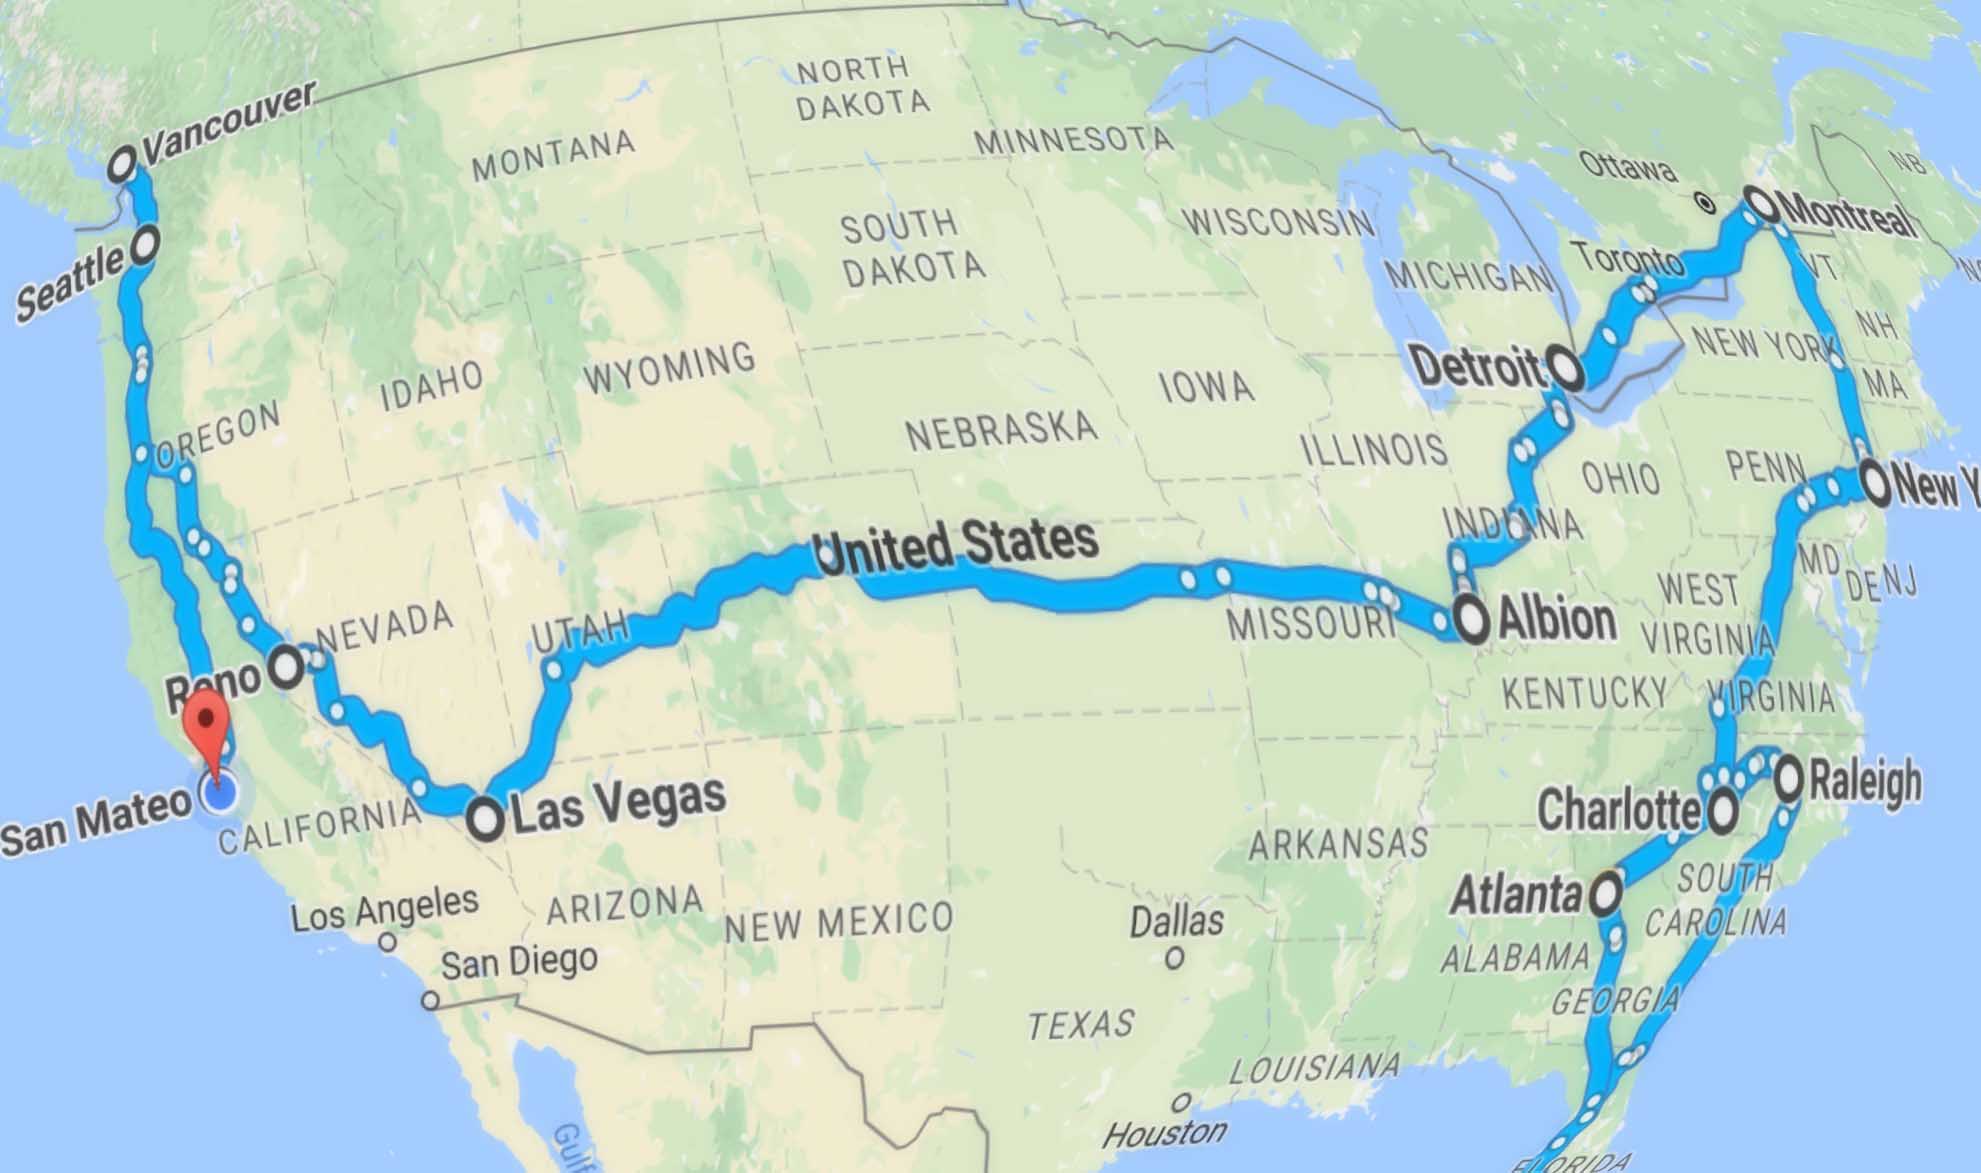 NORTH
DAKOTA
Vancouver
MONTANA
MINNESOTA
Ottawa
NB
Montreal
WISCONSIN
SOUTH
DAKOTA
Seattle
MICHIGAN
Toronto
VT
NH
NEW YORK
MA
Detroit
WYOMING
IDAHO
IOWA
OREGON
NEBRASKA
ILLINOIS
OHIO
PENN
New Y
INDIANA
United States
MD
DE
NJ
WEST
VIRGINIA
NEVADA
UTAH
MISSOURI
Albion
Reno
KENTUCKY
VIRGINIA
San Mateo
CALIFORNIA
Las Vegas
Charlotte
Raleigh
ARKANSAS
SOUTH
CAROLINA
Atlanta
Los Angeles
ARIZONA
NEW MEXICO
Dallas
San Diego
ALABAMA
GEORGIA
TEXAS
LOUISIANA
Houston
Gulf
FLORIDA